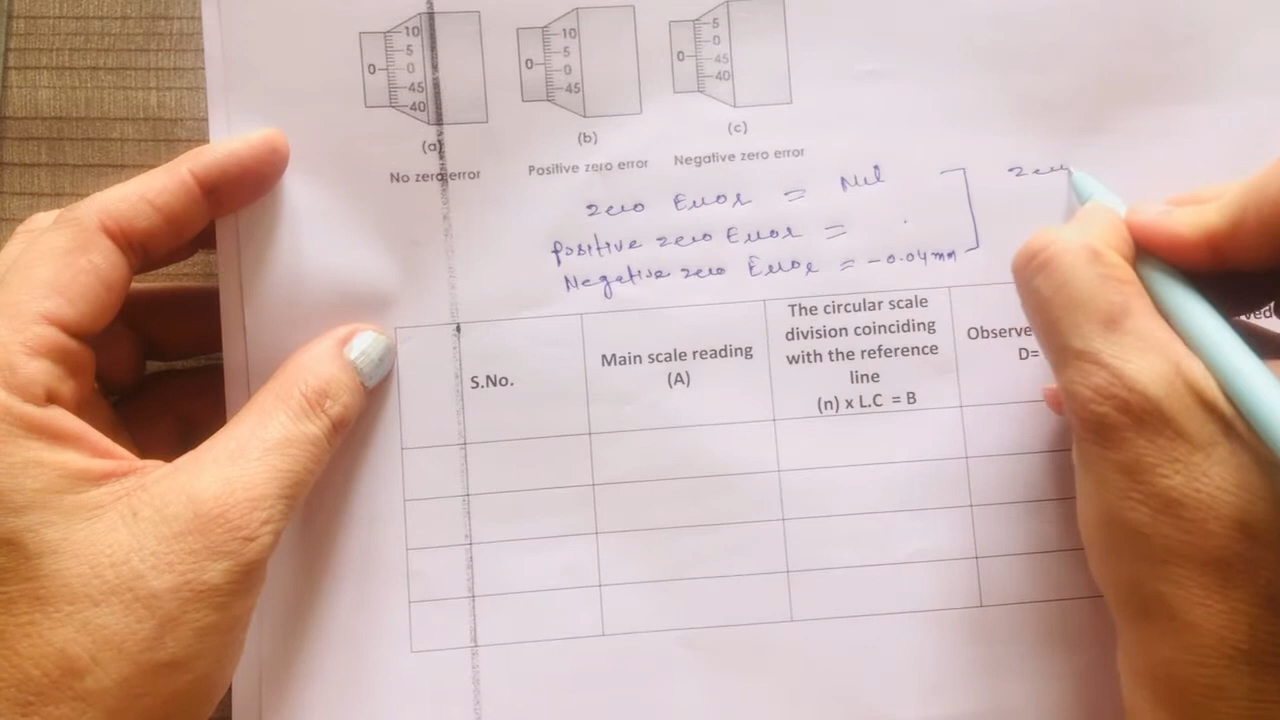 10
5
0 0
45
40
(a)
No zero error
10
5
0 0
45
(b)
Positive zero error
5
0
0 45
40
(c)
Negative zero error
zero Error = Nil
Positive zero Error =
Negative zero Error = -0.04mm
S.No.
Main scale reading
(A)
The circular scale
division coinciding
with the reference
line
(n) x L.C = B
Observe
D=